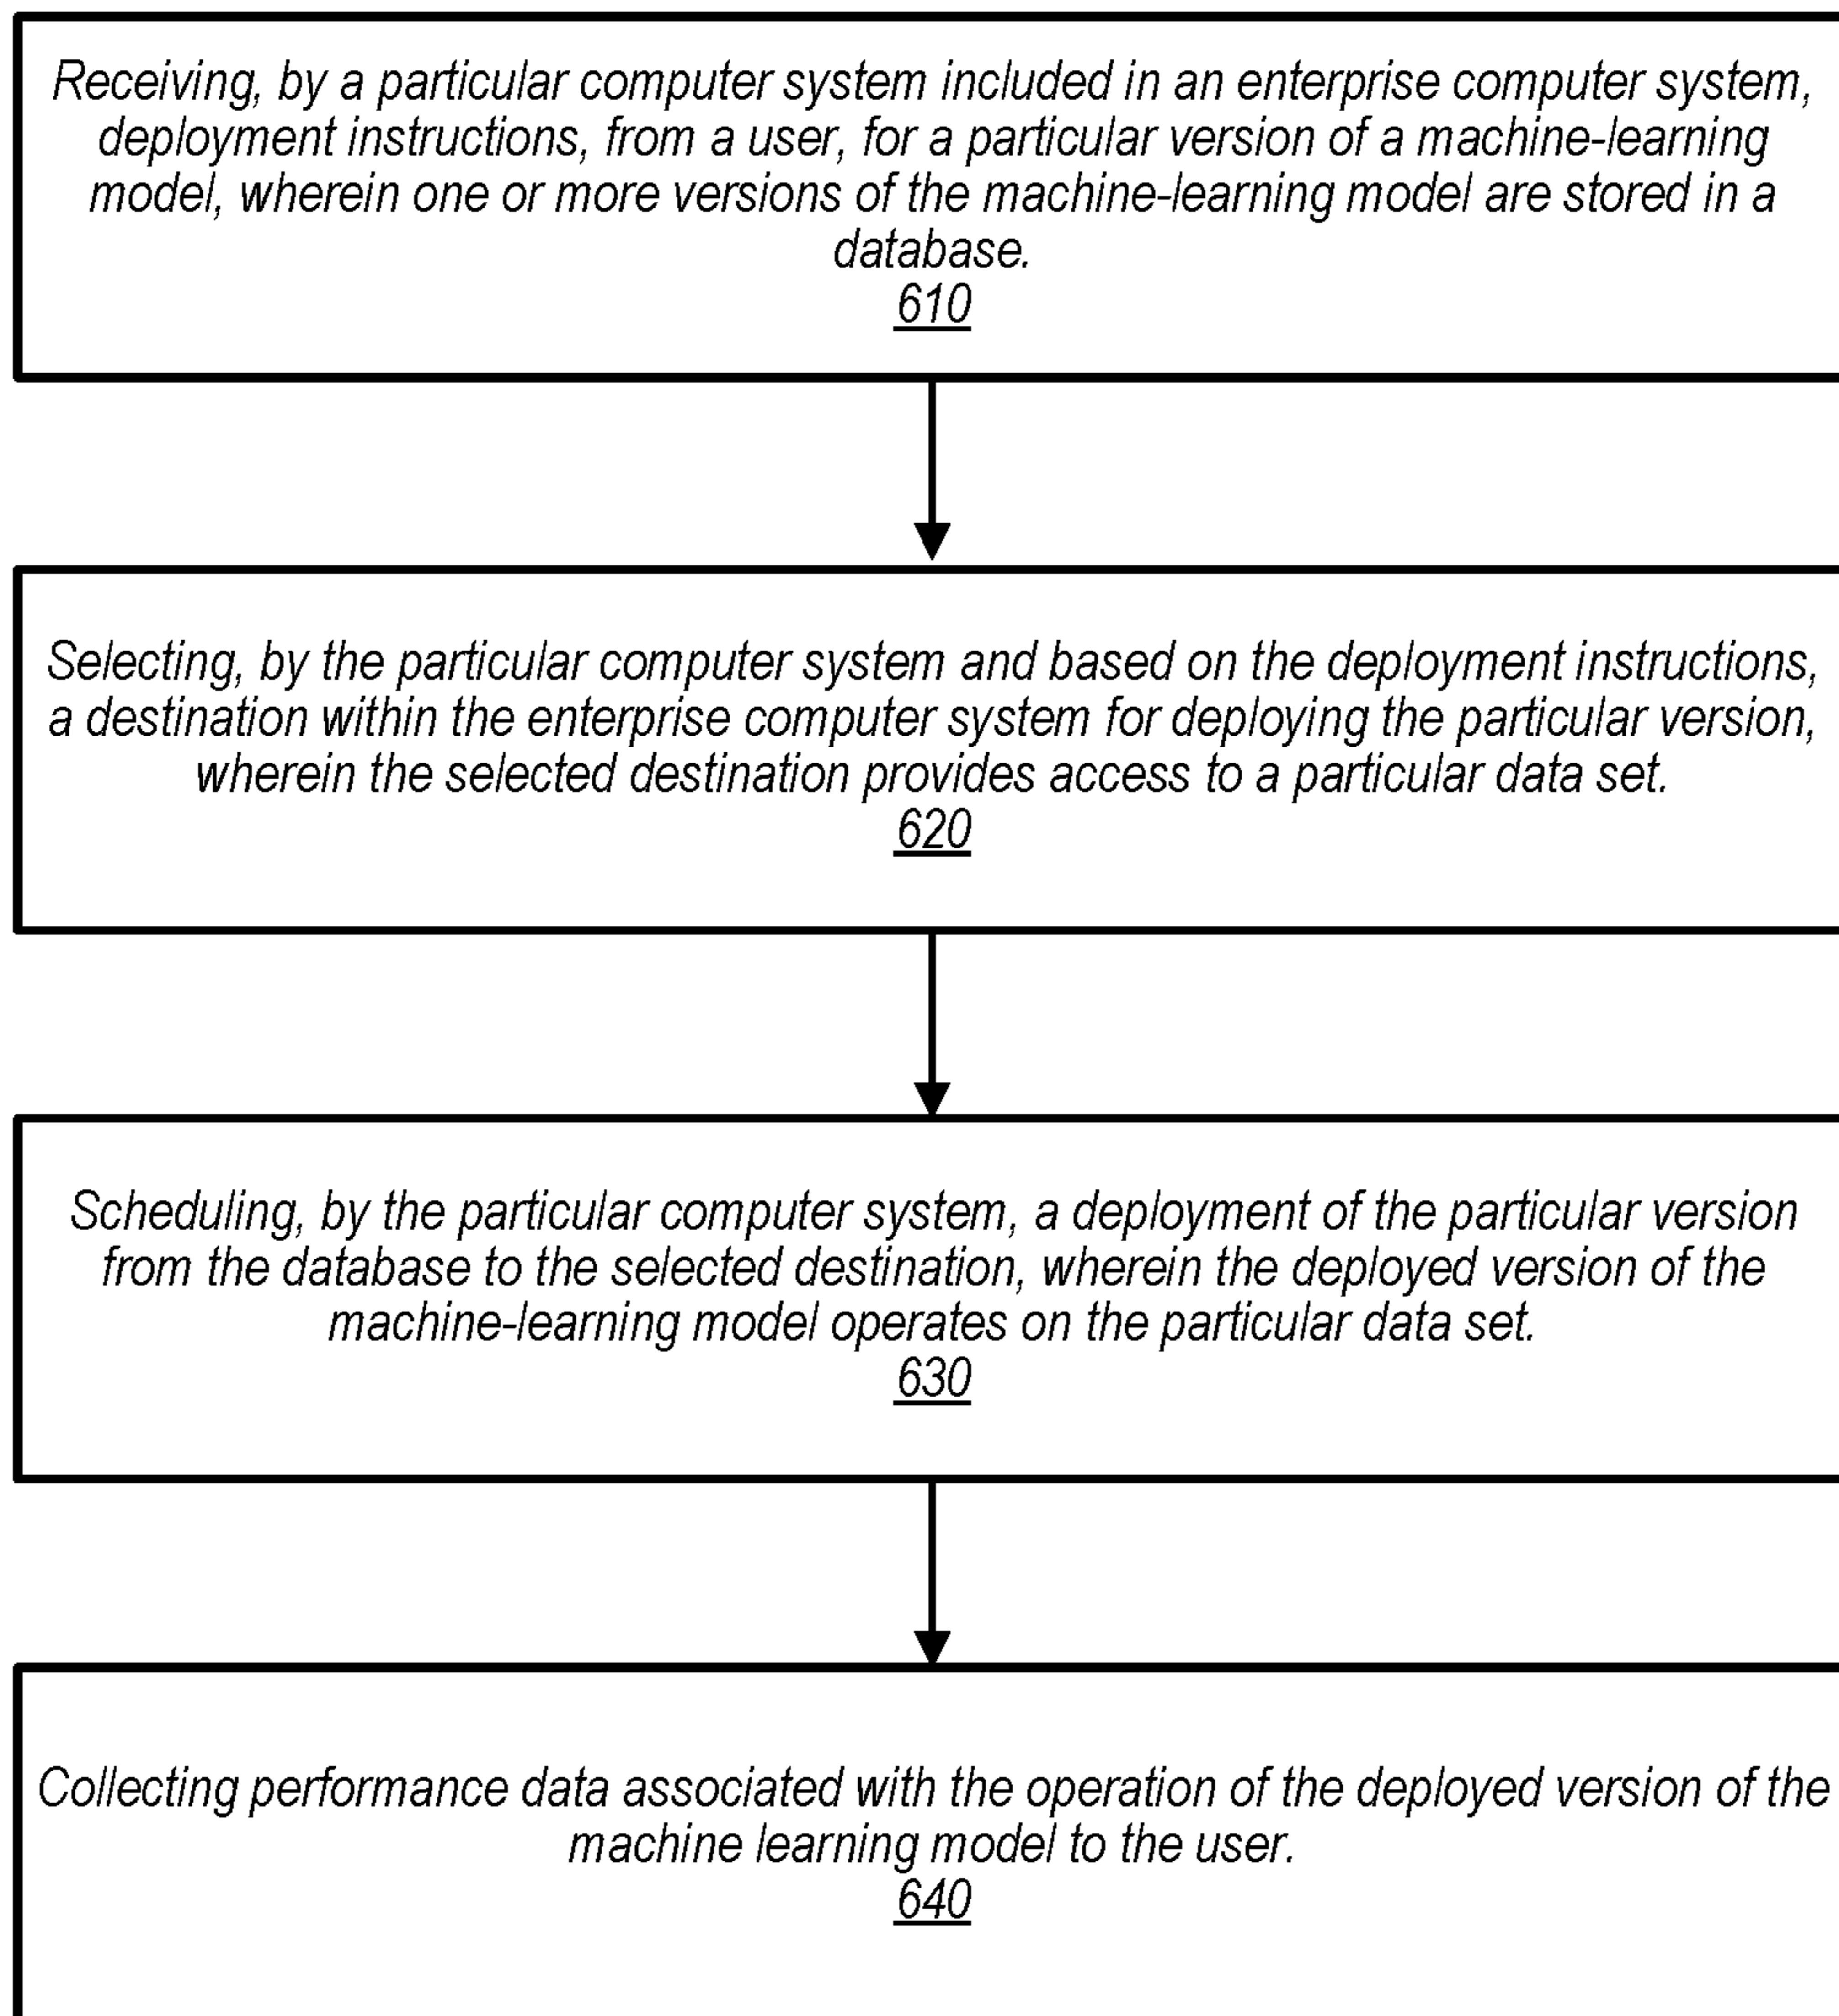 Receiving, by a particular computer system included in an enterprise computer system,
deployment instructions, from a user, for a particular version of a machine-learning
model, wherein one or more versions of the machine-learning model are stored in a
database.
610
Selecting, by the particular computer system and based on the deployment instructions,
a destination within the enterprise computer system for deploying the particular version,
wherein the selected destination provides access to a particular data set.
620
Scheduling, by the particular computer system, a deployment of the particular version
from the database to the selected destination, wherein the deployed version of the
machine-learning model operates on the particular data set.
630
Collecting performance data associated with the operation of the deployed version of the
machine learning model to the user.
640